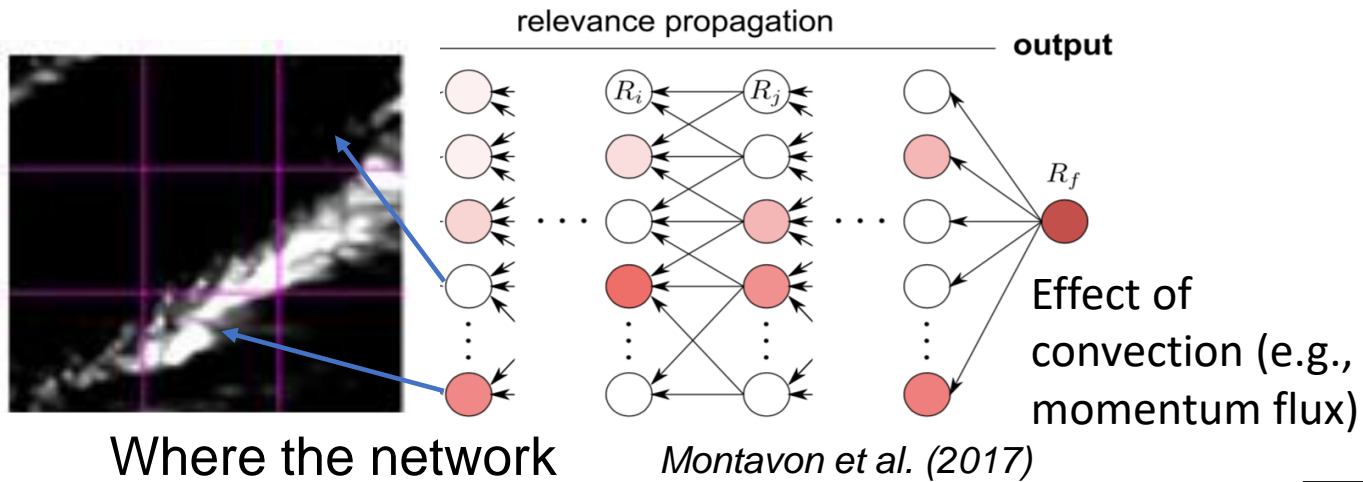 relevance propagation
output
R_i
R_j
R_f
Effect of
convection (e.g.,
momentum flux)
Where the network
Montavon et al. (2017)